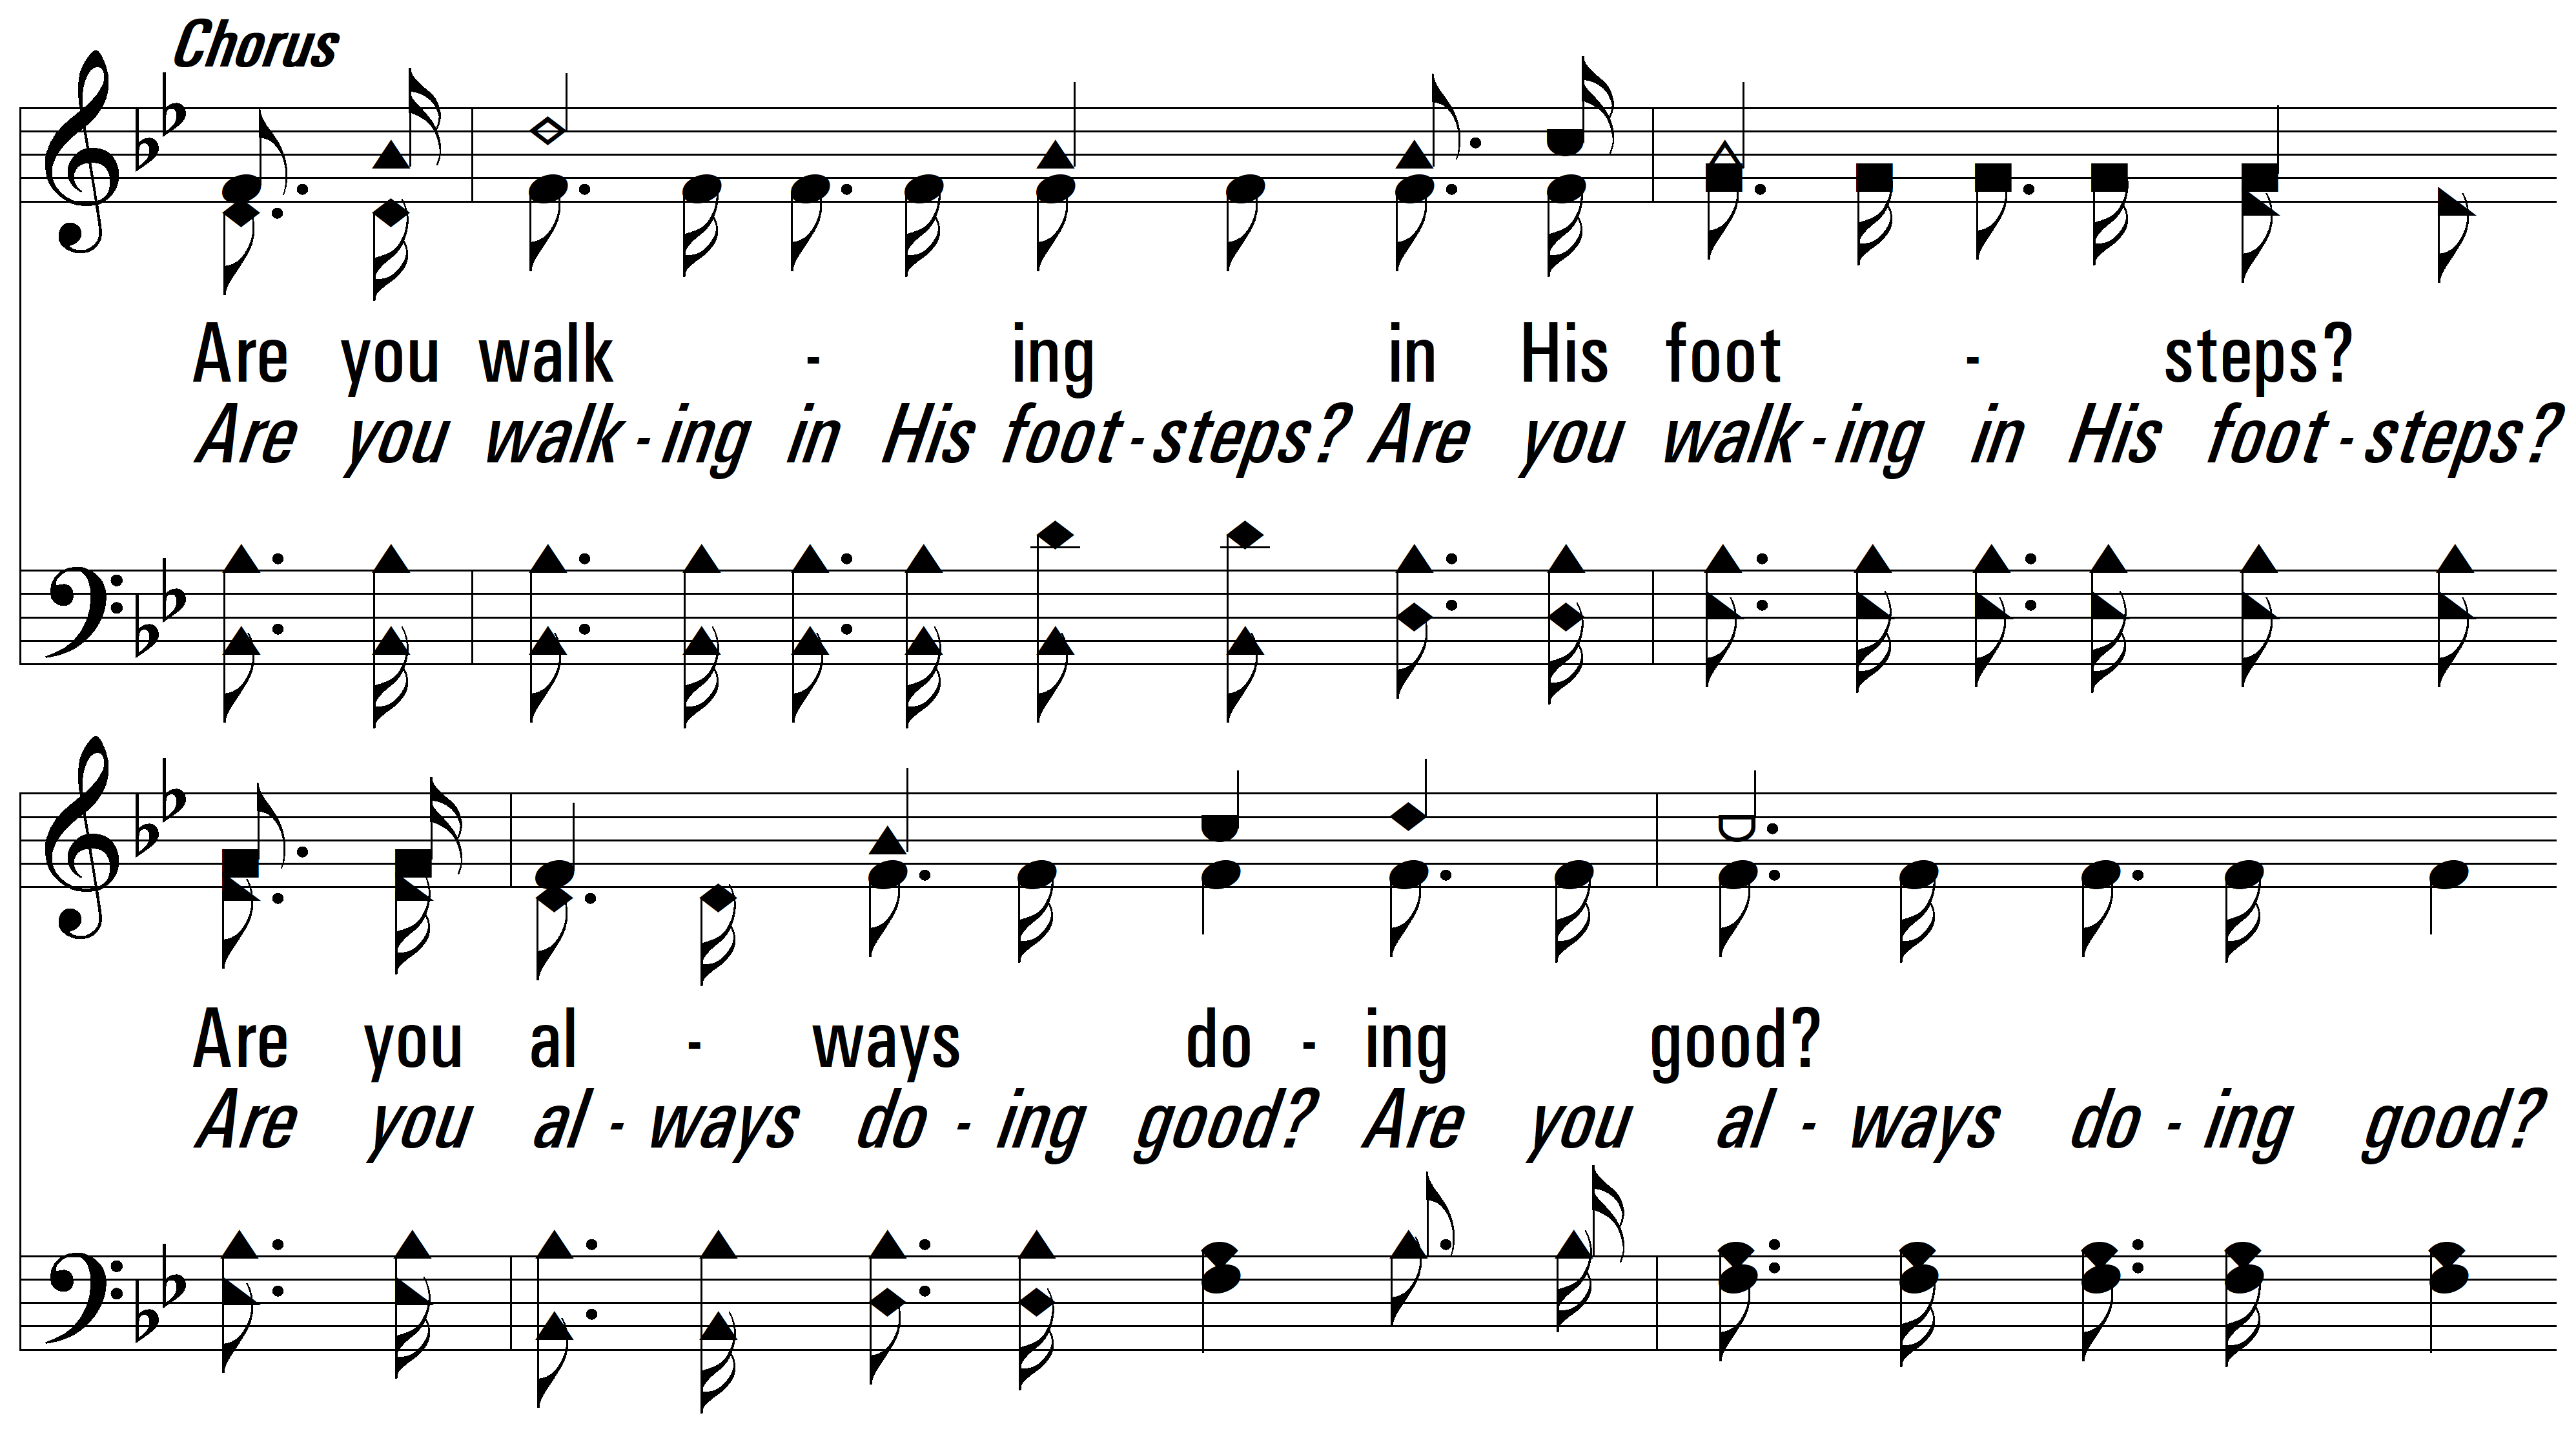 Chorus
Are you walk - ing in His foot - steps?
Are you walk - ing in His foot - steps? Are you walk - ing in His foot - steps?
Are you al - ways do - ing good?
Are you al - ways do - ing good? Are you al - ways do - ing good?